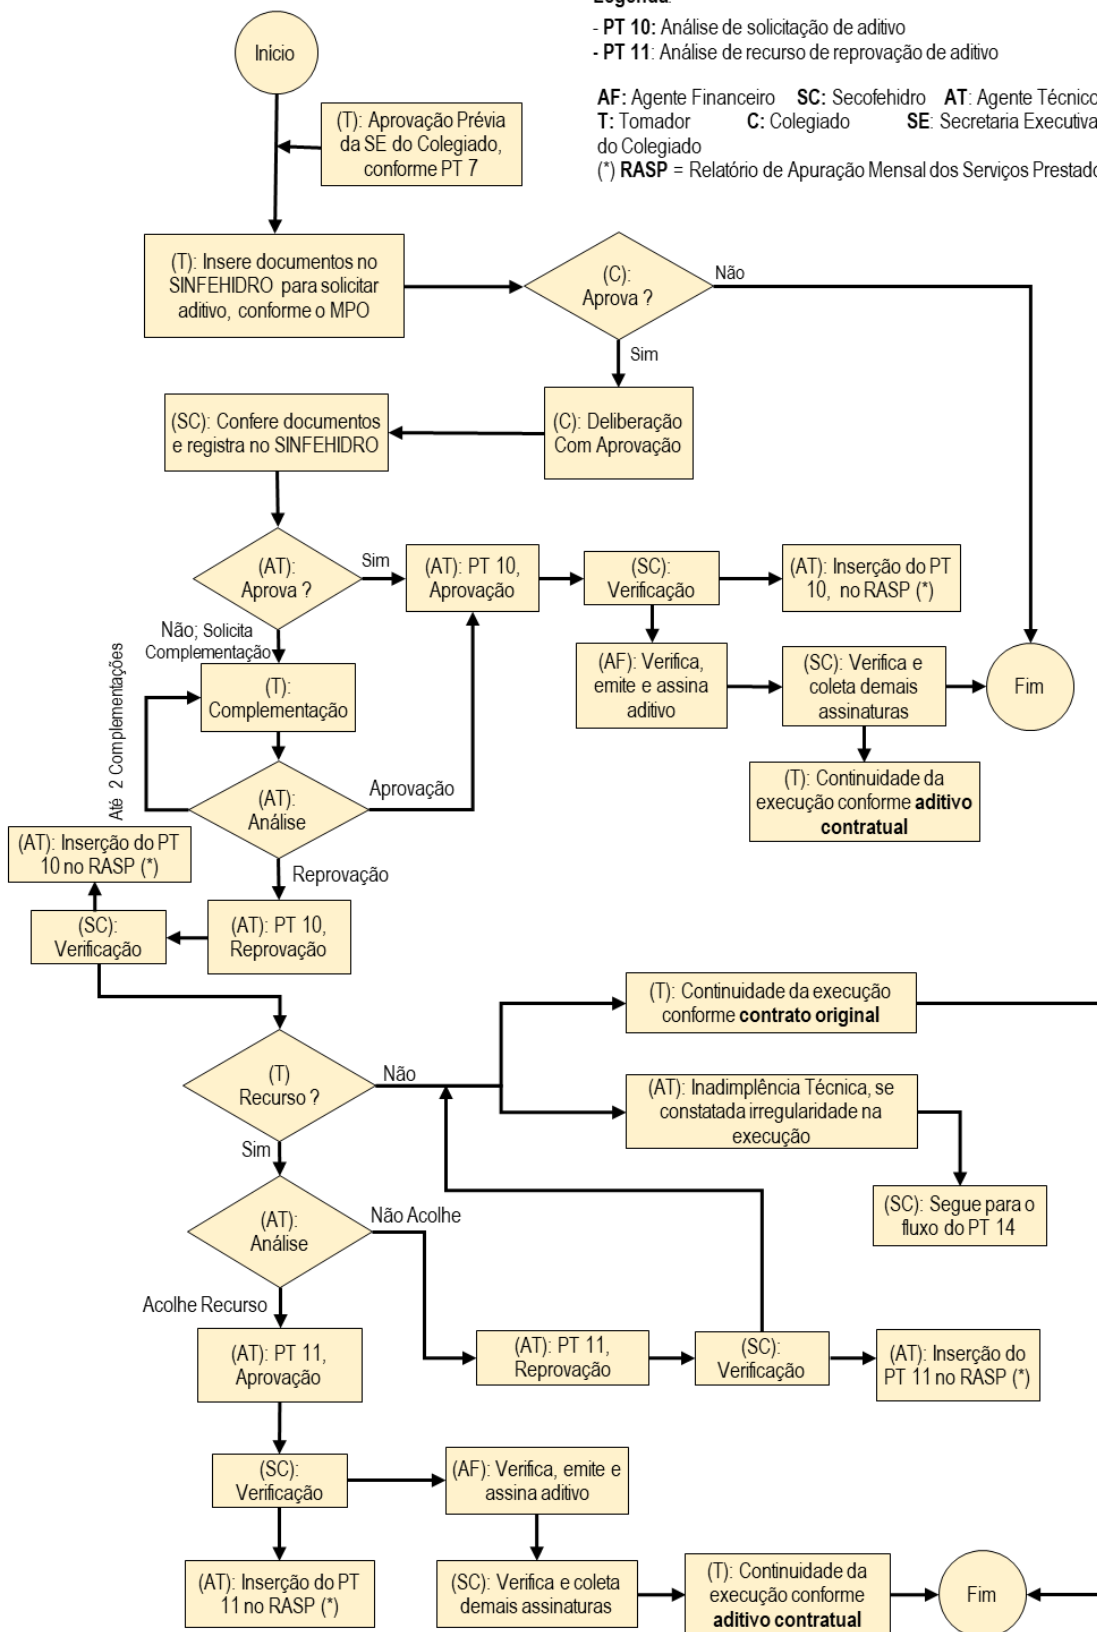 Legenda:
- PT 10: Análise de solicitação de aditivo
- PT 11: Análise de recurso de reprovação de aditivo
AF: Agente Financeiro SC: Secofehidro AT: Agente Técnico
T: Tomador C: Colegiado SE: Secretaria Executiva
do Colegiado
(*) RASP = Relatório de Apuração Mensal dos Serviços Prestado
Início
(T): Aprovação Prévia
da SE do Colegiado,
conforme PT 7
(T): Insere documentos no
SINFEHIDRO para solicitar
aditivo, conforme o MPO
(C):
Aprova ?
Não
Sim
(SC): Confere documentos
e registra no SINFEHIDRO
(C): Deliberação
Com Aprovação
(AT):
Aprova ?
Sim
(AT): PT 10,
Aprovação
(SC):
Verificação
(AT): Inserção do PT
10, no RASP (*)
Não; Solicita
Complementação
(T):
Complementação
(AF): Verifica,
emite e assina
aditivo
(SC): Verifica e
coleta demais
assinaturas
Fim
Até 2 Complementações
(AT):
Análise
Aprovação
(T): Continuidade da
execução conforme aditivo
contratual
(AT): Inserção do PT
10 no RASP (*)
Reprovação
(SC):
Verificação
(AT): PT 10,
Reprovação
(T): Continuidade da execução
conforme contrato original
(T)
Recurso ?
Não
(AT): Inadimplência Técnica, se
constatada irregularidade na
execução
Sim
(SC): Segue para o
fluxo do PT 14
(AT):
Análise
Não Acolhe
Acolhe Recurso
(AT): PT 11,
Aprovação
(AT): PT 11,
Reprovação
(SC):
Verificação
(AT): Inserção do
PT 11 no RASP (*)
(SC):
Verificação
(AF): Verifica, emite e
assina aditivo
(AT): Inserção do PT
11 no RASP (*)
(SC): Verifica e coleta
demais assinaturas
(T): Continuidade da
execução conforme
aditivo contratual
Fim